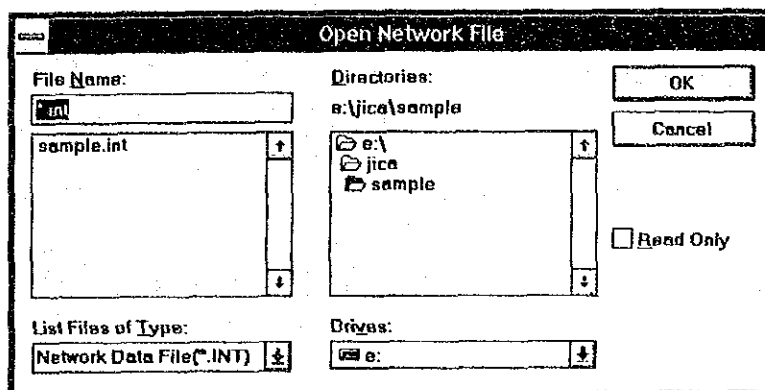 Open Network File
File Name:
*.int
sample.int
List Files of Type:
Network Data File(*.INT)
Directories:
e:\jica\sample
e:\
jica
sample
Drives:
e:
OK
Cancel
Read Only